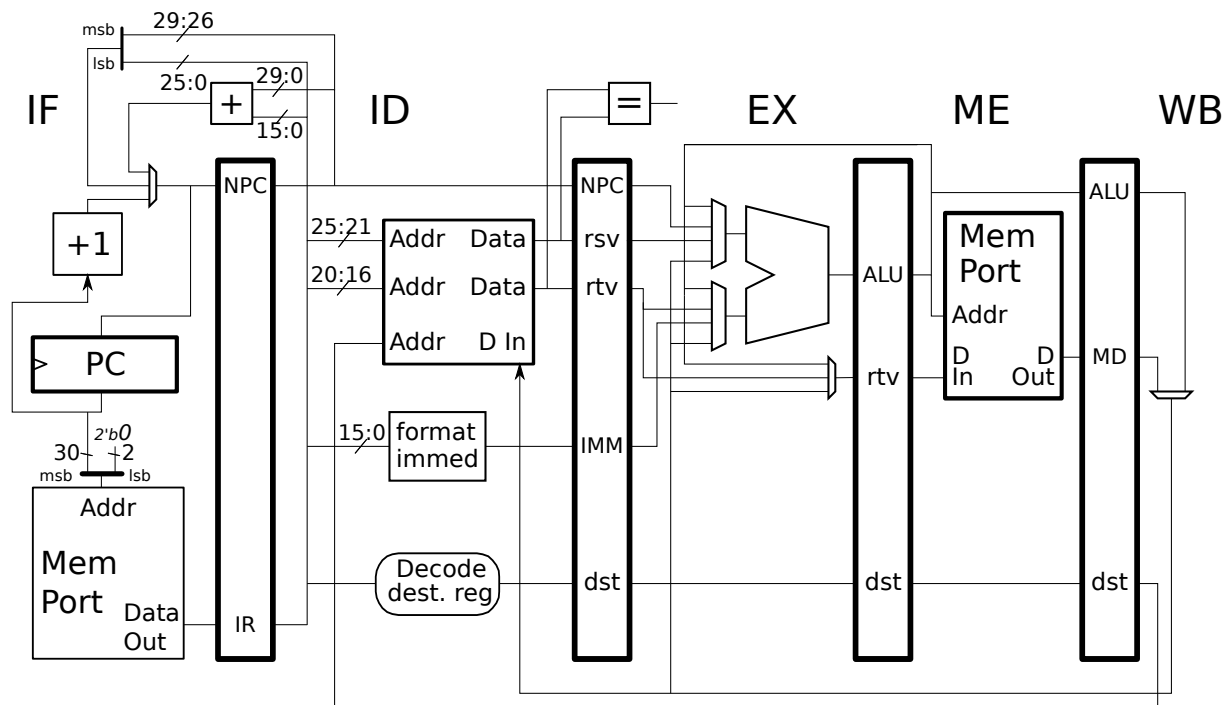 29:26
msb
lsb
25:0
29:0
+
15:0
=
IF
ID
EX
ME
WB
NPC
NPC
ALU
+1
25:21
Addr
Data
rsv
20:16
Addr
Data
rtv
ALU
Mem
Port
Addr
Addr
D In
PC
D
In
D
Out
MD
rtv
2'b0
30
2
msb
lsb
15:0
format
immed
IMM
Addr
Mem
Port
Data
Out
IR
Decode
dest. reg
dst
dst
dst